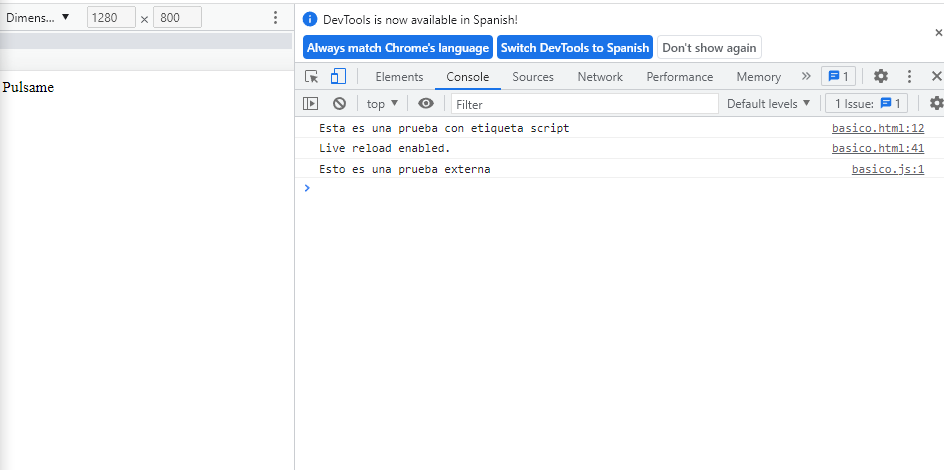 Dimens... ▼ 1280 × 800
Pulsame
DevTools is now available in Spanish!
Always match Chrome's language Switch DevTools to Spanish Don't show again
Elements Console Sources Network Performance Memory » 1
top ▼ Filter Default levels ▼ 1 Issue: 1
Esta es una prueba con etiqueta script basico.html:12
Live reload enabled. basico.html:41
Esto es una prueba externa basico.js:1